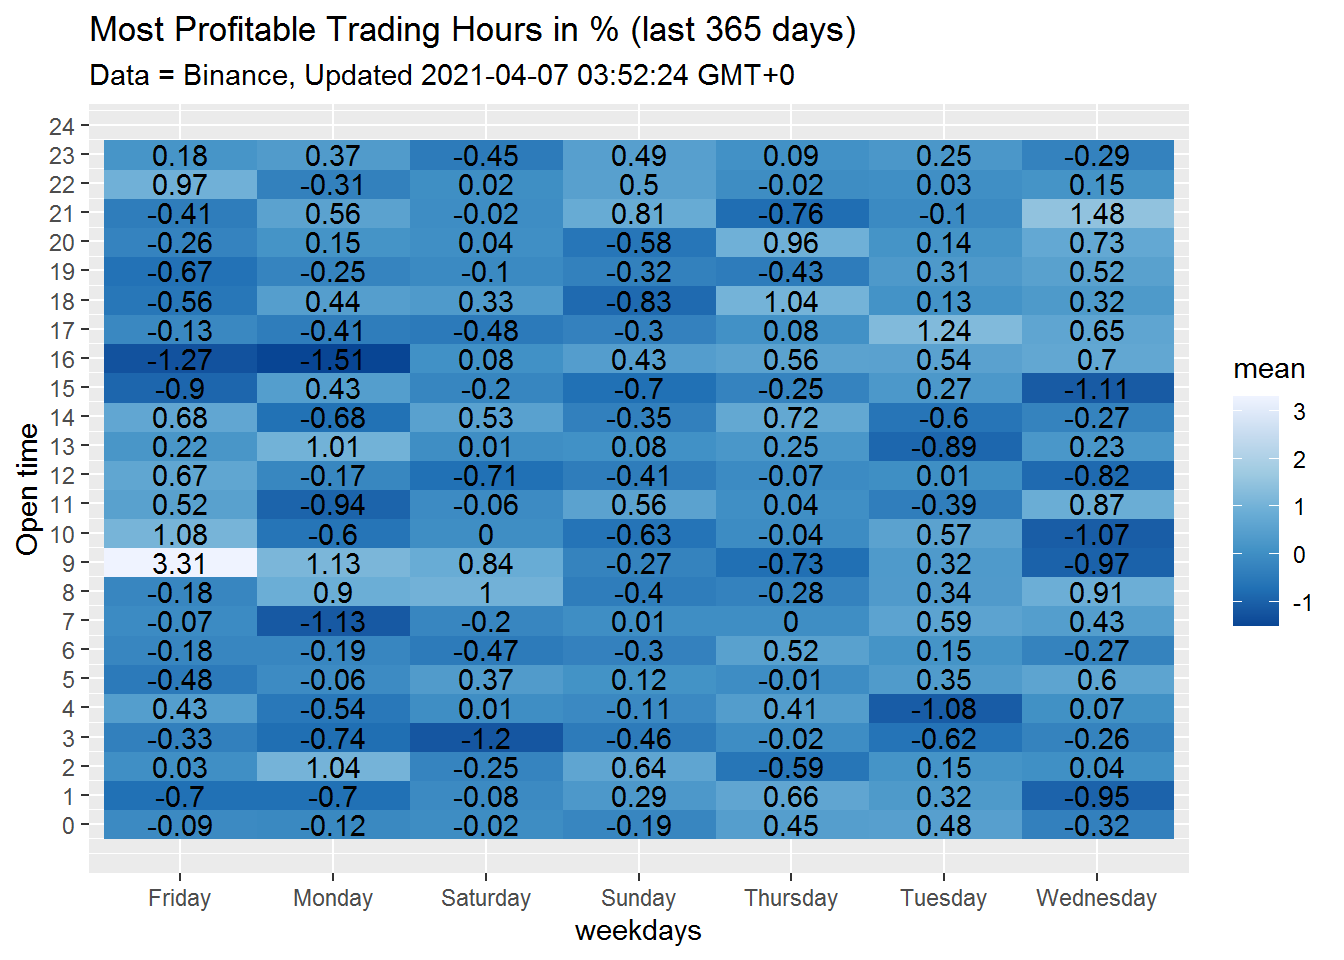 Most Profitable Trading Hours in % (last 365 days)
Data = Binance, Updated 2021-04-07 03:52:24 GMT+0
24
23 0.18 0.37 -0.45 0.49 0.09 0.25 -0.29
22 0.97 -0.31 0.02 0.5 -0.02 0.03 0.15
21 -0.41 0.56 -0.02 0.81 -0.76 -0.1 1.48
20 -0.26 0.15 0.04 -0.58 0.96 0.14 0.73
19 -0.67 -0.25 -0.1 -0.32 -0.43 0.31 0.52
18 -0.56 0.44 0.33 -0.83 1.04 0.13 0.32
17 -0.13 -0.41 -0.48 -0.3 0.08 1.24 0.65
16 -1.27 -1.51 0.08 0.43 0.56 0.54 0.7
15 -0.9 0.43 -0.2 -0.7 -0.25 0.27 -1.11
14 0.68 -0.68 0.53 -0.35 0.72 -0.6 -0.27
13 0.22 1.01 0.01 0.08 0.25 -0.89 0.23
12 0.67 -0.17 -0.71 -0.41 -0.07 0.01 -0.82
11 0.52 -0.94 -0.06 0.56 0.04 -0.39 0.87
10 1.08 -0.6 0 -0.63 -0.04 0.57 -1.07
9 3.31 1.13 0.84 -0.27 -0.73 0.32 -0.97
8 -0.18 0.9 1 -0.4 -0.28 0.34 0.91
7 -0.07 -1.13 -0.2 0.01 0 0.59 0.43
6 -0.18 -0.19 -0.47 -0.3 0.52 0.15 -0.27
5 -0.48 -0.06 0.37 0.12 -0.01 0.35 0.6
4 0.43 -0.54 0.01 -0.11 0.41 -1.08 0.07
3 -0.33 -0.74 -1.2 -0.46 -0.02 -0.62 -0.26
2 0.03 1.04 -0.25 0.64 -0.59 0.15 0.04
1 -0.7 -0.7 -0.08 0.29 0.66 0.32 -0.95
0 -0.09 -0.12 -0.02 -0.19 0.45 0.48 -0.32
Friday Monday Saturday Sunday Thursday Tuesday Wednesday
weekdays
Open time
mean
3
2
1
0
-1